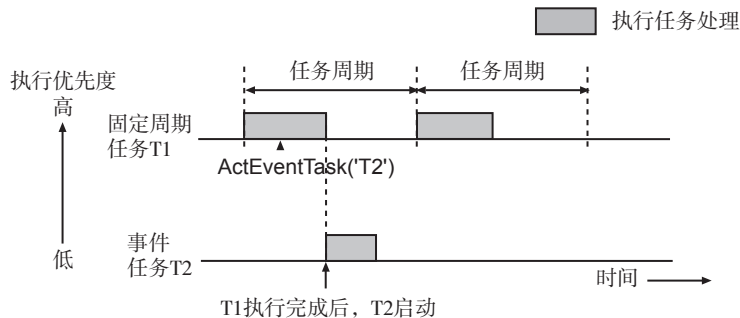 执行任务处理
执行优先度
高
任务周期
任务周期
固定周期
任务T1
ActEventTask('T2')
低
事件
任务T2
时间
T1执行完成后，T2启动